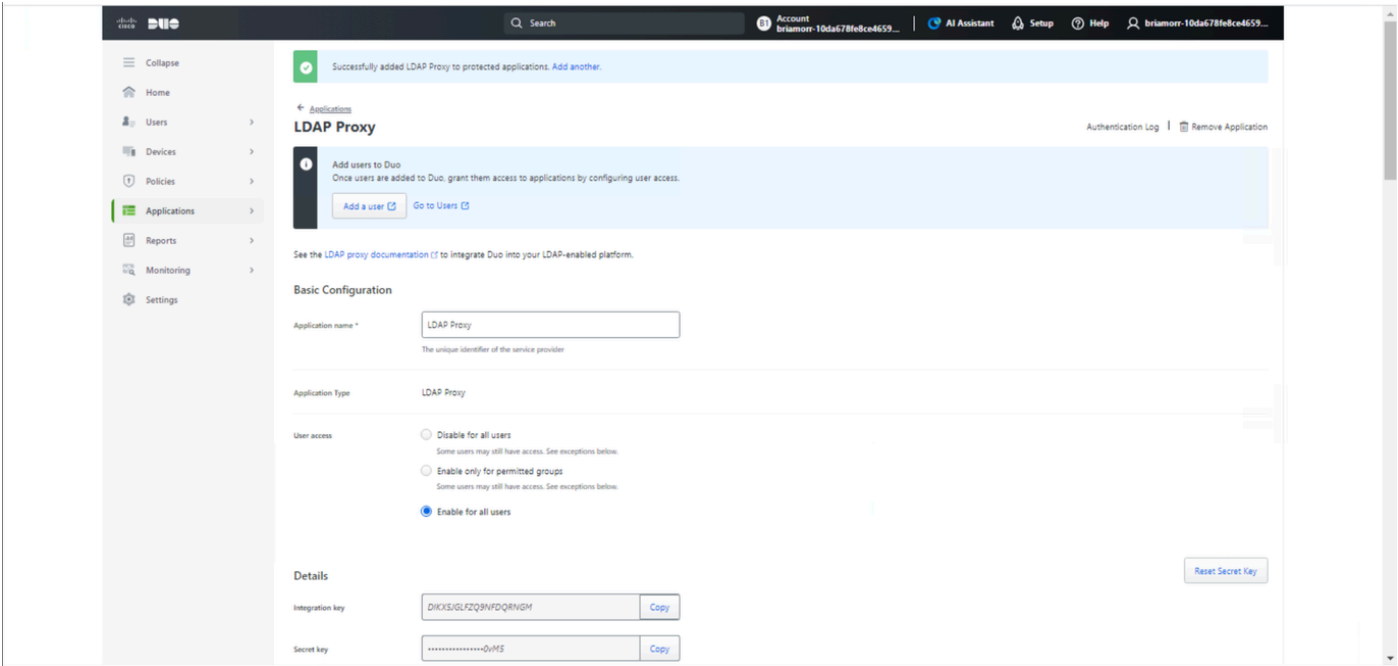 cisco DUO
Search
B1 Account
briamorr-10da678fe8ce4659...
AI Assistant
Setup
Help
briamorr-10da678fe8ce4659...
Collapse
Home
Users
Devices
Policies
Applications
Reports
Monitoring
Settings
Successfully added LDAP Proxy to protected applications. Add another.
Applications
LDAP Proxy
Authentication Log
Remove Application
Add users to Duo
Once users are added to Duo, grant them access to applications by configuring user access.
Add a user
Go to Users
See the LDAP proxy documentation to integrate Duo into your LDAP-enabled platform.
Basic Configuration
Application name *
LDAP Proxy
The unique identifier of the service provider
Application Type
LDAP Proxy
User access
Disable for all users
Some users may still have access. See exceptions below.
Enable only for permitted groups
Some users may still have access. See exceptions below.
Enable for all users
Details
Reset Secret Key
Integration key
DIKXSJGLFZQ9NFDQRNGM
Copy
Secret key
••••••••••••••••0vMS
Copy